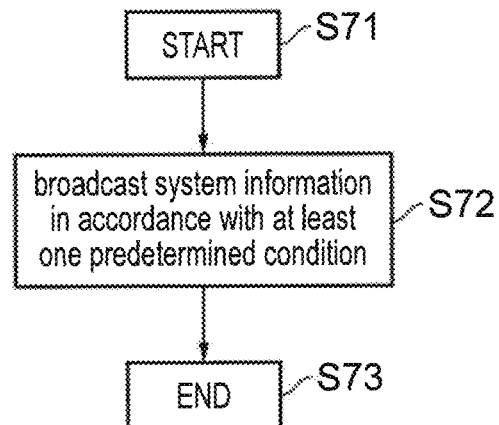 START
S71
broadcast system information
in accordance with at least
one predetermined condition
S72
END
S73